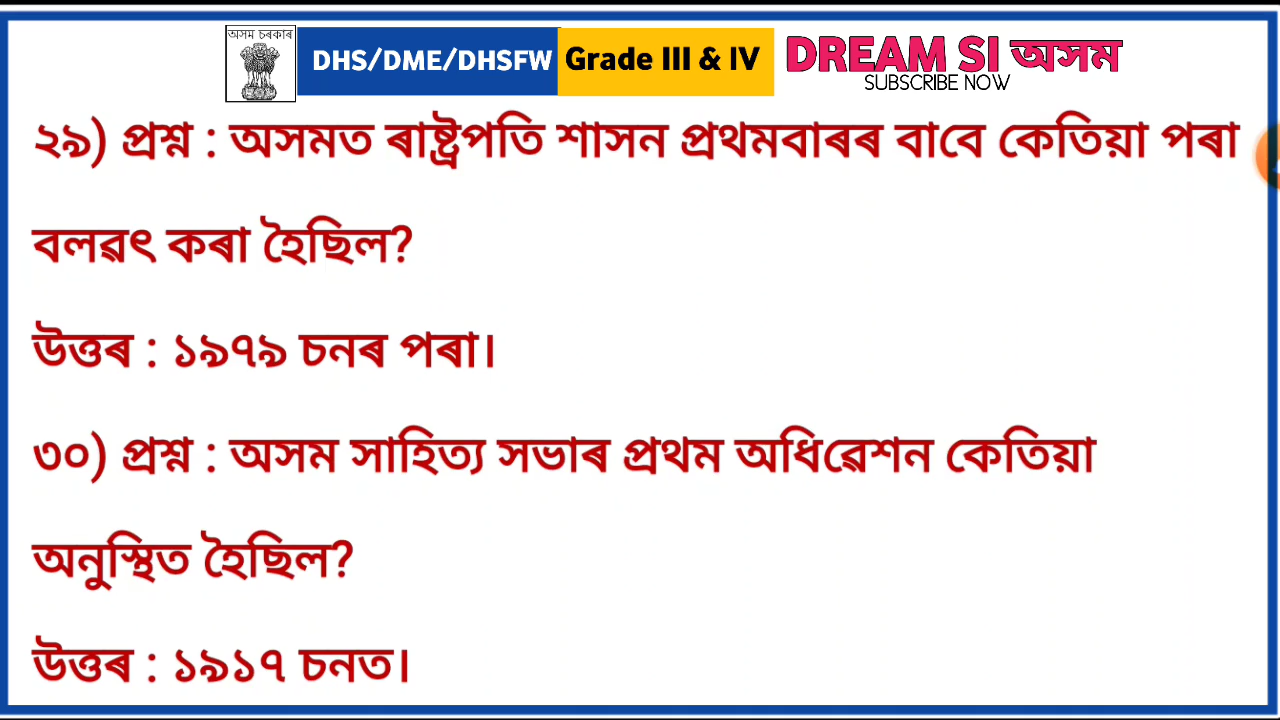 অসম চৰকাৰ
DHS/DME/DHSFW Grade III & IV DREAM SI অসম
SUBSCRIBE NOW
২৯) প্ৰশ্ন : অসমত ৰাষ্ট্ৰপতি শাসন প্ৰথমবাৰৰ বাবে কেতিয়া পৰা
বলৱৎ কৰা হৈছিল?
উত্তৰ : ১৯৭৯ চনৰ পৰা।
৩০) প্ৰশ্ন : অসম সাহিত্য সভাৰ প্ৰথম অধিৱেশন কেতিয়া
অনুস্থিত হৈছিল?
উত্তৰ : ১৯১৭ চনত।